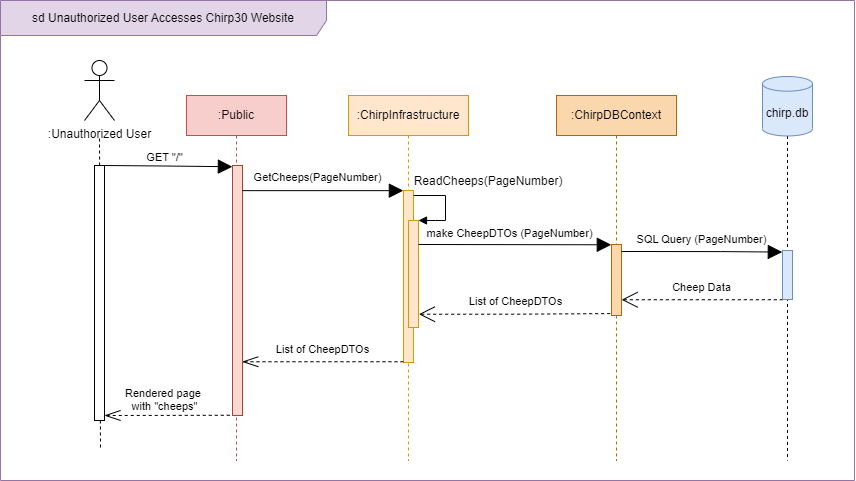 sd Unauthorized User Accesses Chirp30 Website
:Unauthorized User
:Public
:ChirpInfrastructure
:ChirpDBContext
chirp.db
GET "/"
GetCheeps(PageNumber)
ReadCheeps(PageNumber)
make CheepDTOs (PageNumber)
SQL Query (PageNumber)
Cheep Data
List of CheepDTOs
List of CheepDTOs
Rendered page
with "cheeps"